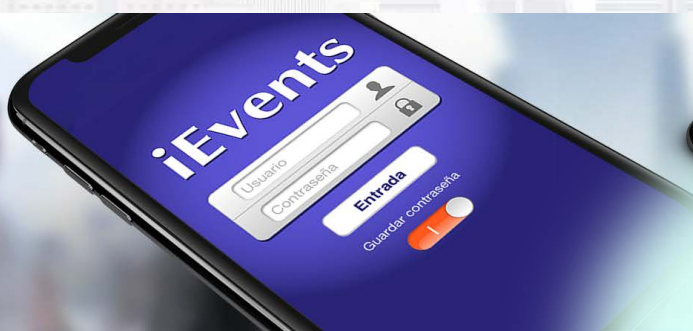 iEvents
Usuario
Contraseña
Entrada
Guardar contraseña